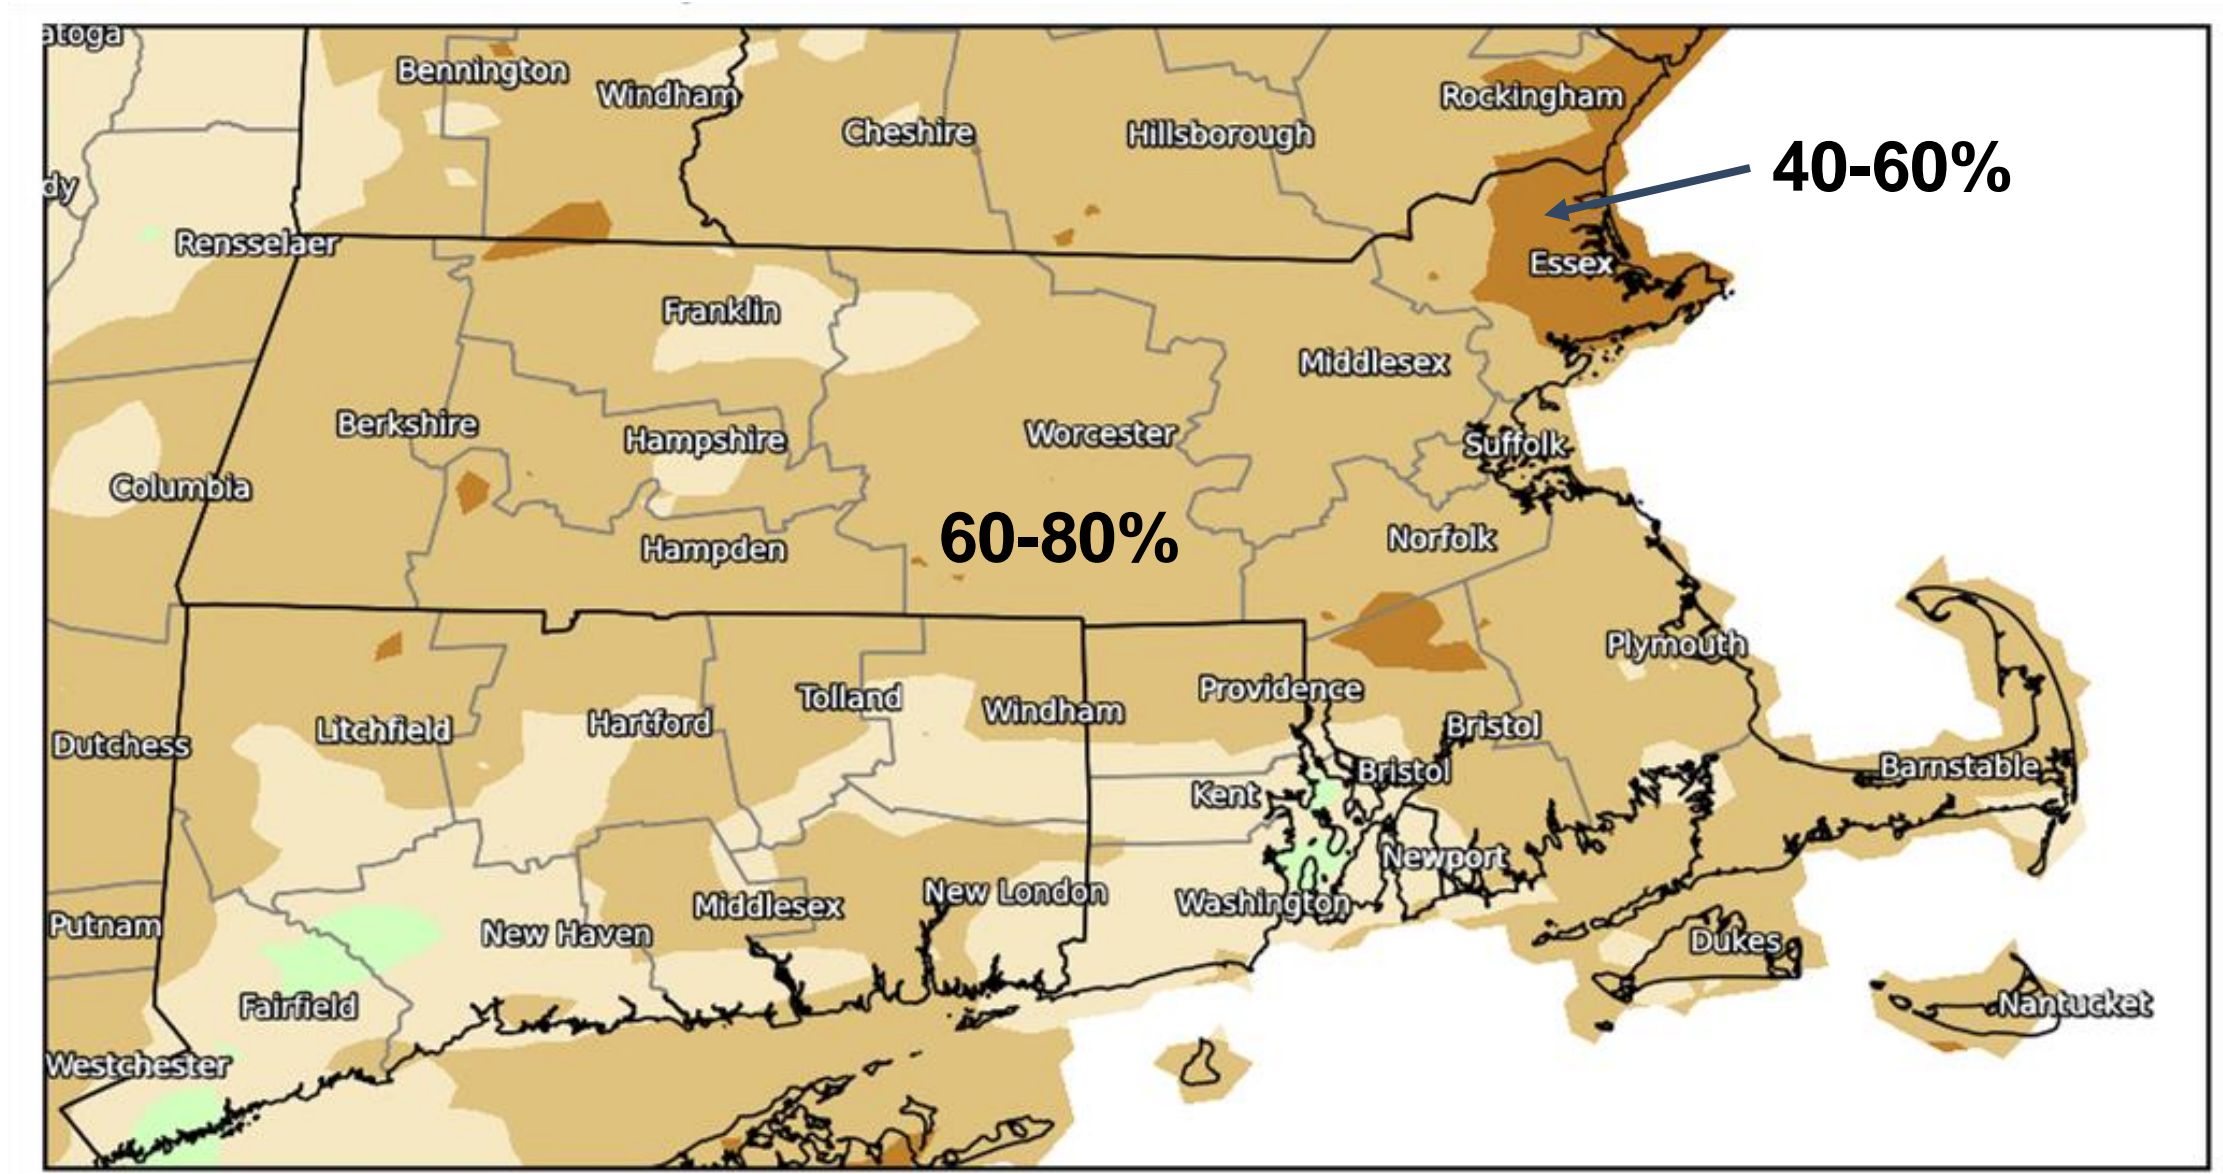 atoga
Bennington
Windham
Cheshire
Hillsborough
Rockingham
40-60%
dy
Rensselaer
Essex
Franklin
Middlesex
Berkshire
Hampshire
Worcester
Suffolk
Columbia
60-80%
Norfolk
Hampden
Plymouth
Providence
Tolland
Windham
Litchfield
Hartford
Bristol
Dutchess
Bristol
Barnstable
Kent
Newport
New London
Washington
Middlesex
Putnam
New Haven
Dukes
Fairfield
Nantucket
Westchester